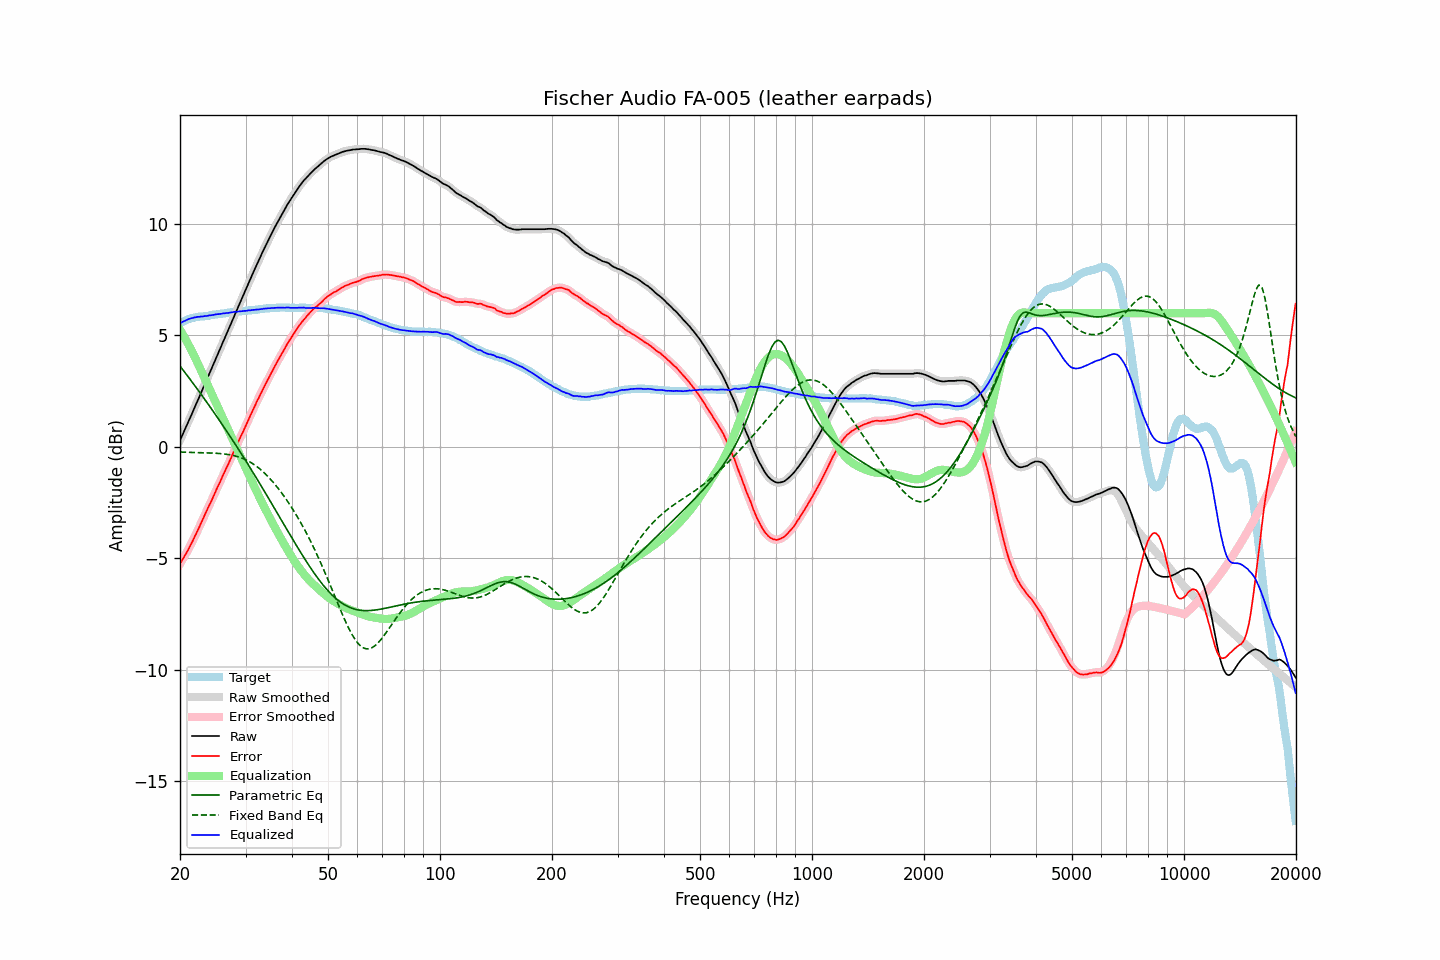 Fischer Audio FA-005 (leather earpads)
Amplitude (dBr)
10
5
0
−5
−10
−15
Target
Raw Smoothed
Error Smoothed
Raw
Error
Equalization
Parametric Eq
Fixed Band Eq
Equalized
20 50 100 200 500 1000 2000 5000 10000 20000
Frequency (Hz)